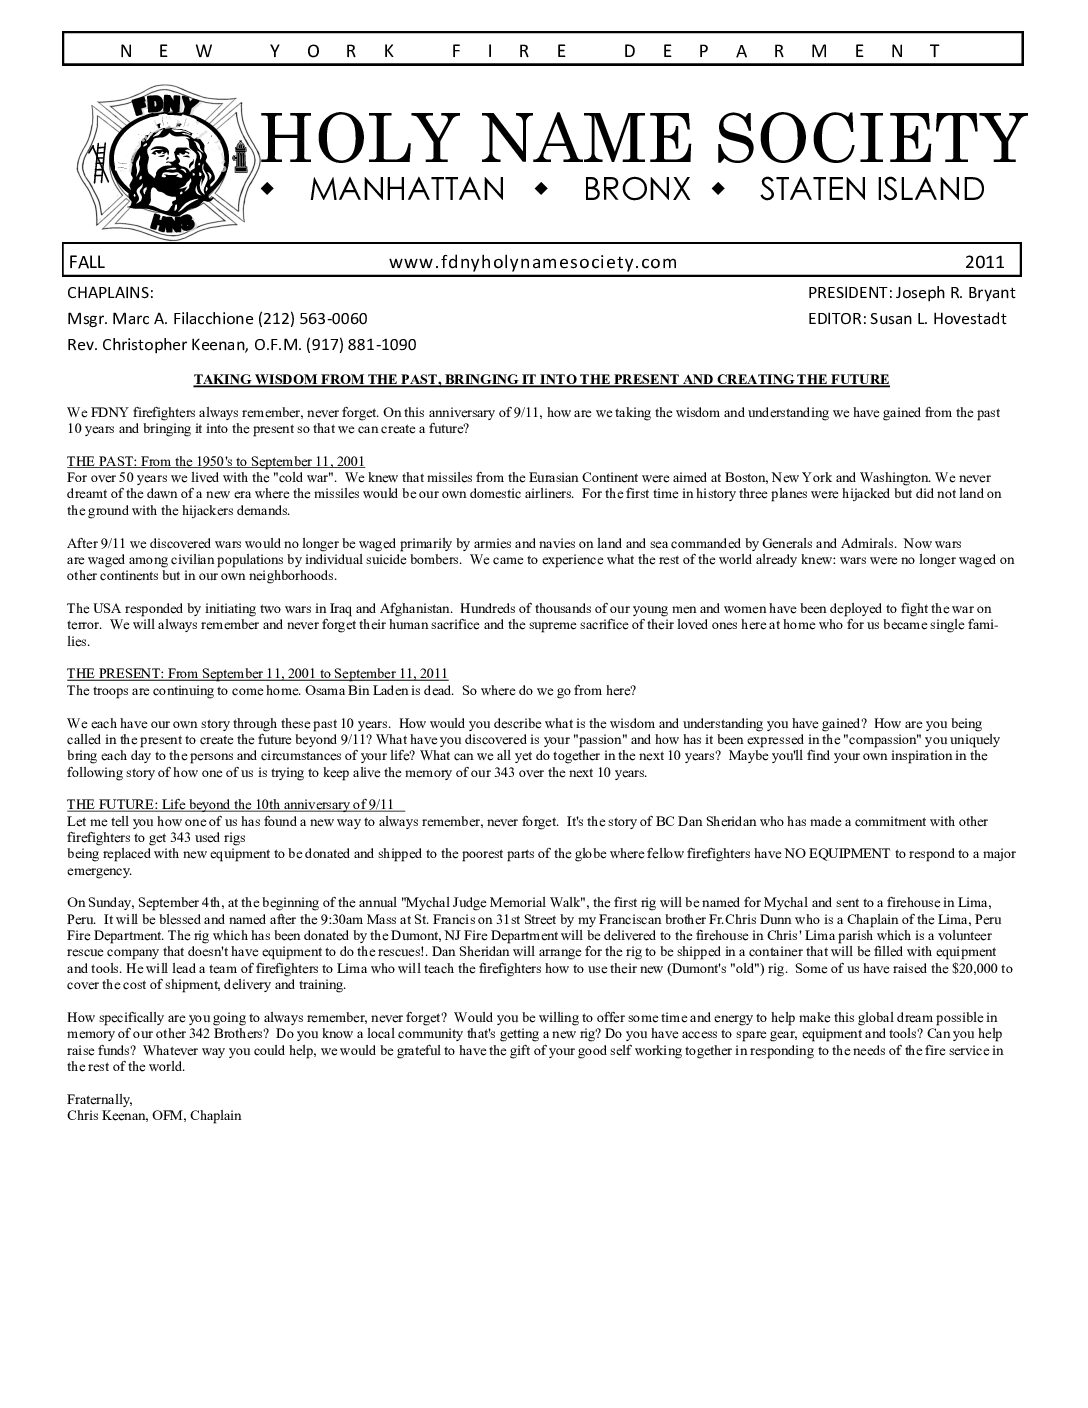 NEW YORK FIRE DEPARMENT
FDNY
HNS
HOLY NAME SOCIETY
◆ MANHATTAN ◆ BRONX ◆ STATEN ISLAND
FALL www.fdnyholynamesociety.com 2011
CHAPLAINS: PRESIDENT: Joseph R. Bryant
Msgr. Marc A. Filacchione (212) 563-0060 EDITOR: Susan L. Hovestadt
Rev. Christopher Keenan, O.F.M. (917) 881-1090
TAKING WISDOM FROM THE PAST, BRINGING IT INTO THE PRESENT AND CREATING THE FUTURE
We FDNY firefighters always remember, never forget. On this anniversary of 9/11, how are we taking the wisdom and understanding we have gained from the past
10 years and bringing it into the present so that we can create a future?
THE PAST: From the 1950's to September 11, 2001
For over 50 years we lived with the "cold war". We knew that missiles from the Eurasian Continent were aimed at Boston, New York and Washington. We never
dreamt of the dawn of a new era where the missiles would be our own domestic airliners. For the first time in history three planes were hijacked but did not land on
the ground with the hijackers demands.
After 9/11 we discovered wars would no longer be waged primarily by armies and navies on land and sea commanded by Generals and Admirals. Now wars
are waged among civilian populations by individual suicide bombers. We came to experience what the rest of the world already knew: wars were no longer waged on
other continents but in our own neighborhoods.
The USA responded by initiating two wars in Iraq and Afghanistan. Hundreds of thousands of our young men and women have been deployed to fight the war on
terror. We will always remember and never forget their human sacrifice and the supreme sacrifice of their loved ones here at home who for us became single fami-
lies.
THE PRESENT: From September 11, 2001 to September 11, 2011
The troops are continuing to come home. Osama Bin Laden is dead. So where do we go from here?
We each have our own story through these past 10 years. How would you describe what is the wisdom and understanding you have gained? How are you being
called in the present to create the future beyond 9/11? What have you discovered is your "passion" and how has it been expressed in the "compassion" you uniquely
bring each day to the persons and circumstances of your life? What can we all yet do together in the next 10 years? Maybe you'll find your own inspiration in the
following story of how one of us is trying to keep alive the memory of our 343 over the next 10 years.
THE FUTURE: Life beyond the 10th anniversary of 9/11
Let me tell you how one of us has found a new way to always remember, never forget. It's the story of BC Dan Sheridan who has made a commitment with other
firefighters to get 343 used rigs
being replaced with new equipment to be donated and shipped to the poorest parts of the globe where fellow firefighters have NO EQUIPMENT to respond to a major
emergency.
On Sunday, September 4th, at the beginning of the annual "Mychal Judge Memorial Walk", the first rig will be named for Mychal and sent to a firehouse in Lima,
Peru. It will be blessed and named after the 9:30am Mass at St. Francis on 31st Street by my Franciscan brother Fr.Chris Dunn who is a Chaplain of the Lima, Peru
Fire Department. The rig which has been donated by the Dumont, NJ Fire Department will be delivered to the firehouse in Chris' Lima parish which is a volunteer
rescue company that doesn't have equipment to do the rescues!. Dan Sheridan will arrange for the rig to be shipped in a container that will be filled with equipment
and tools. He will lead a team of firefighters to Lima who will teach the firefighters how to use their new (Dumont's "old") rig. Some of us have raised the $20,000 to
cover the cost of shipment, delivery and training.
How specifically are you going to always remember, never forget? Would you be willing to offer some time and energy to help make this global dream possible in
memory of our other 342 Brothers? Do you know a local community that's getting a new rig? Do you have access to spare gear, equipment and tools? Can you help
raise funds? Whatever way you could help, we would be grateful to have the gift of your good self working together in responding to the needs of the fire service in
the rest of the world.
Fraternally,
Chris Keenan, OFM, Chaplain